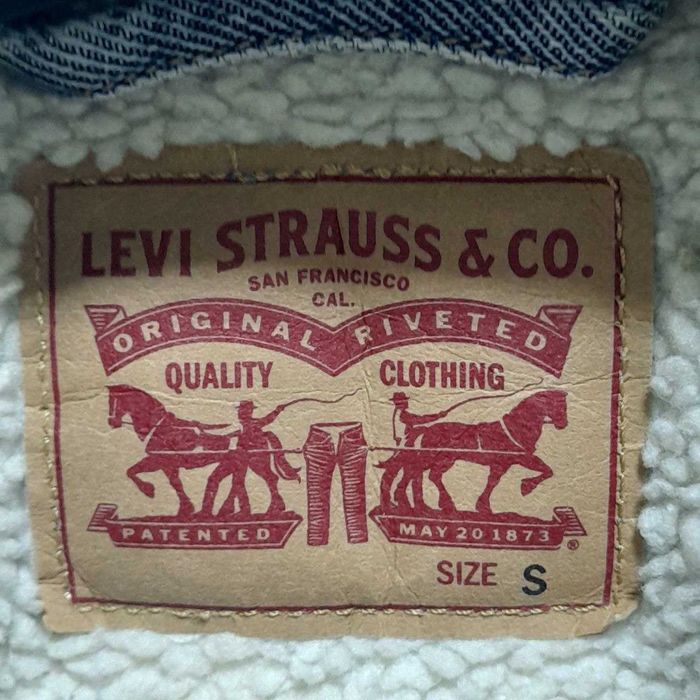 LEVI STRAUSS & CO.
SAN FRANCISCO
CAL.
ORIGINAL RIVETED
QUALITY CLOTHING
PATENTED MAY 20 1873 ®
SIZE S